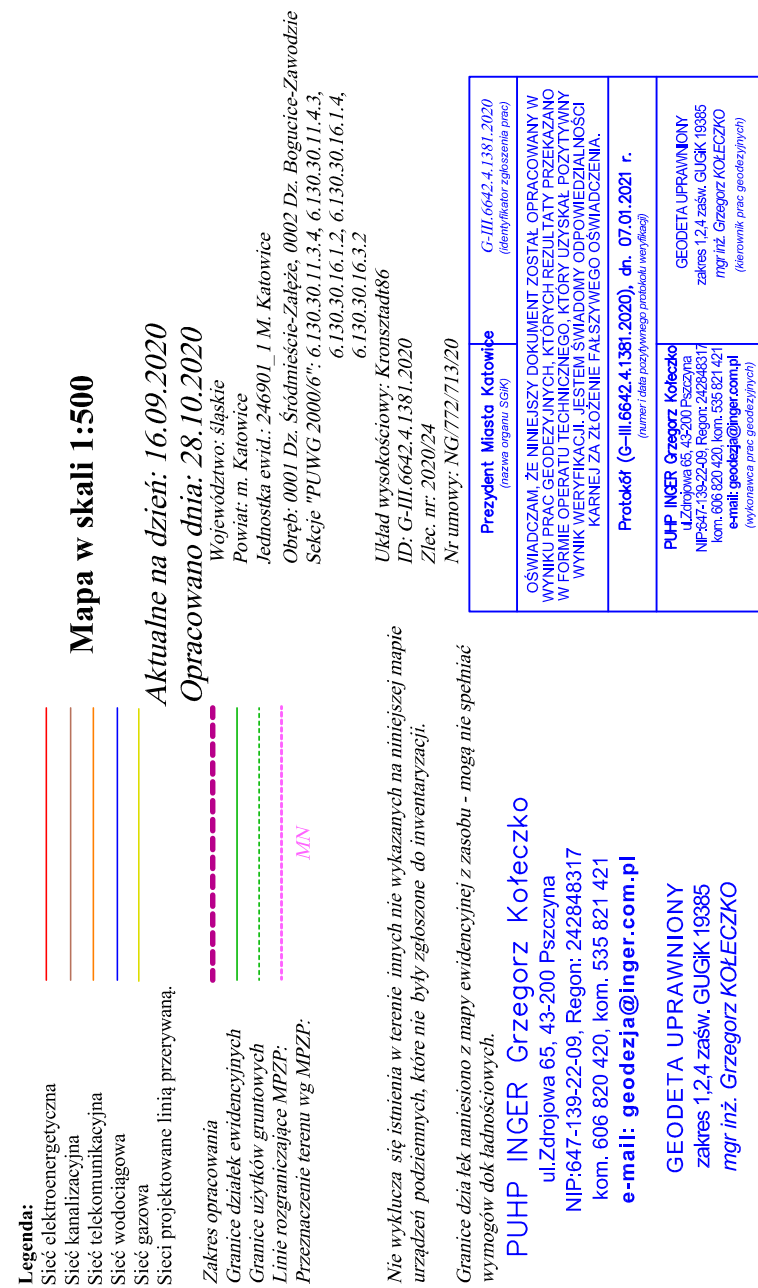 Legenda:
Sieć elektroenergetyczna
Sieć kanalizacyjna
Sieć telekomunikacyjna
Sieć wodociągowa
Sieć gazowa
Sieci projektowane linią przerywaną.
Zakres opracowania
Granice działek ewidencyjnych
Granice użytków gruntowych
Linie rozgraniczające MPZP:
Przeznaczenie terenu wg MPZP:
MN
Mapa w skali 1:500
Aktualne na dzień: 16.09.2020
Opracowano dnia: 28.10.2020
Województwo: śląskie
Powiat: m. Katowice
Jednostka ewid.: 246901_1 M. Katowice
Obręb: 0001 Dz. Śródmieście-Załęże, 0002 Dz. Bogucice-Zawodzie
Sekcje "PUWG 2000/6": 6.130.30.11.3.4, 6.130.30.11.4.3,
6.130.30.16.1.2, 6.130.30.16.1.4,
6.130.30.16.3.2
Układ wysokościowy: Kronsztadt86
ID: G-III.6642.4.1381.2020
Zlec. nr: 2020/24
Nr umowy: NG/772/713/20
Nie wyklucza się istnienia w terenie innych nie wykazanych na niniejszej mapie
urządzeń podziemnych, które nie były zgłoszone do inwentaryzacji.
Granice dzia łek naniesiono z mapy ewidencyjnej z zasobu - mogą nie spełniać
wymogów dok ładnościowych.
PUHP INGER Grzegorz Kołeczko
ul.Zdrojowa 65, 43-200 Pszczyna
NIP:647-139-22-09, Regon: 242848317
kom. 606 820 420, kom. 535 821 421
e-mail: geodezja@inger.com.pl
GEODETA UPRAWNIONY
zakres 1,2,4 zaśw. GUGiK 19385
mgr inż. Grzegorz KOŁECZKO
Prezydent Miasta Katowice
(nazwa organu SGiK)
G-III.6642.4.1381.2020
(identyfikator zgłoszenia prac)
OŚWIADCZAM, ŻE NINIEJSZY DOKUMENT ZOSTAŁ OPRACOWANY W
WYNIKU PRAC GEODEZYJNYCH, KTÓRYCH REZULTATY PRZEKAZANO
W FORMIE OPERATU TECHNICZNEGO, KTÓRY UZYSKAŁ POZYTYWNY
WYNIK WERYFIKACJI. JESTEM ŚWIADOMY ODPOWIEDZIALNOŚCI
KARNEJ ZA ZŁOŻENIE FAŁSZYWEGO OŚWIADCZENIA.
Protokół (G-III.6642.4.1381.2020), dn. 07.01.2021 r.
(numer i data pozytywnego protokołu weryfikacji)
PUHP INGER Grzegorz Kołeczko
ul.Zdrojowa 65, 43-200 Pszczyna
NIP:647-139-22-09, Regon: 242848317
kom. 606 820 420, kom. 535 821 421
e-mail: geodezja@inger.com.pl
(wykonawca prac geodezyjnych)
GEODETA UPRAWNIONY
zakres 1,2,4 zaśw. GUGiK 19385
mgr inż. Grzegorz KOŁECZKO
(kierownik prac geodezyjnych)